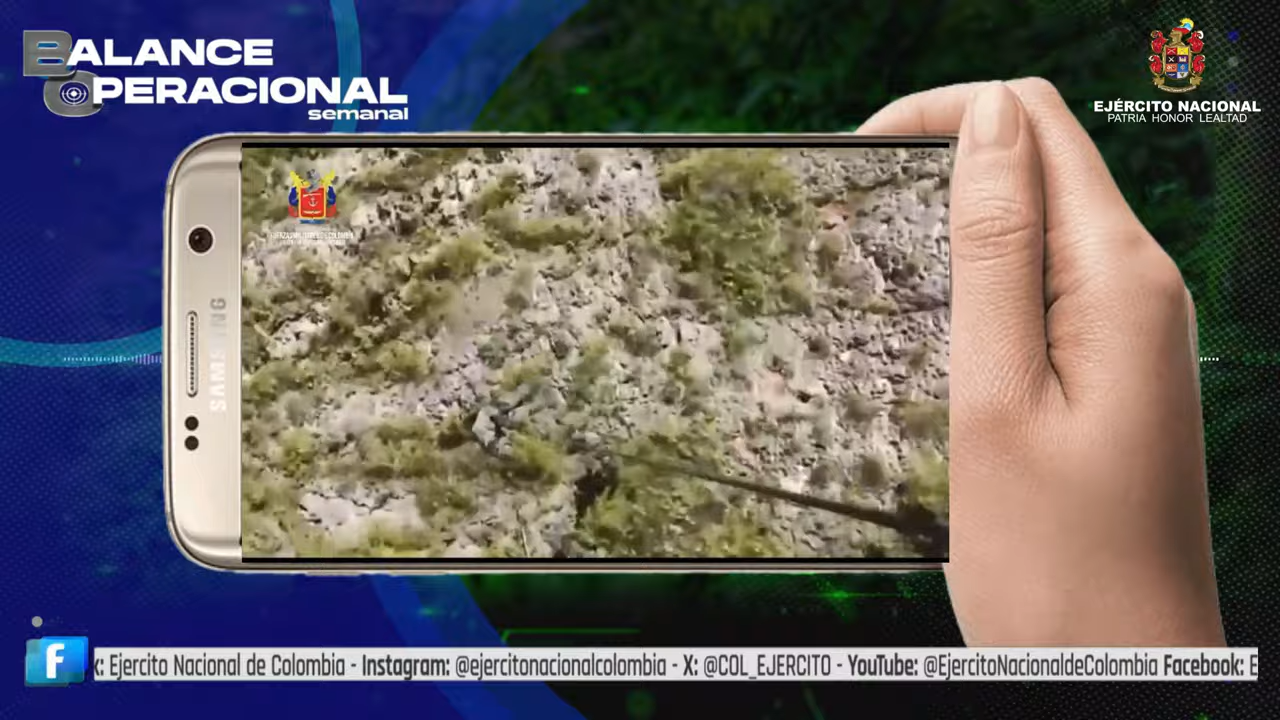 BALANCE
OPERACIONAL
semanal
EJÉRCITO NACIONAL
PATRIA HONOR LEALTAD
SAMSUNG
k: Ejercito Nacional de Colombia - Instagram: @ejercitonacionalcolombia - X: @COL_EJERCITO - YouTube: @EjercitoNacionaldeColombia Facebook: E